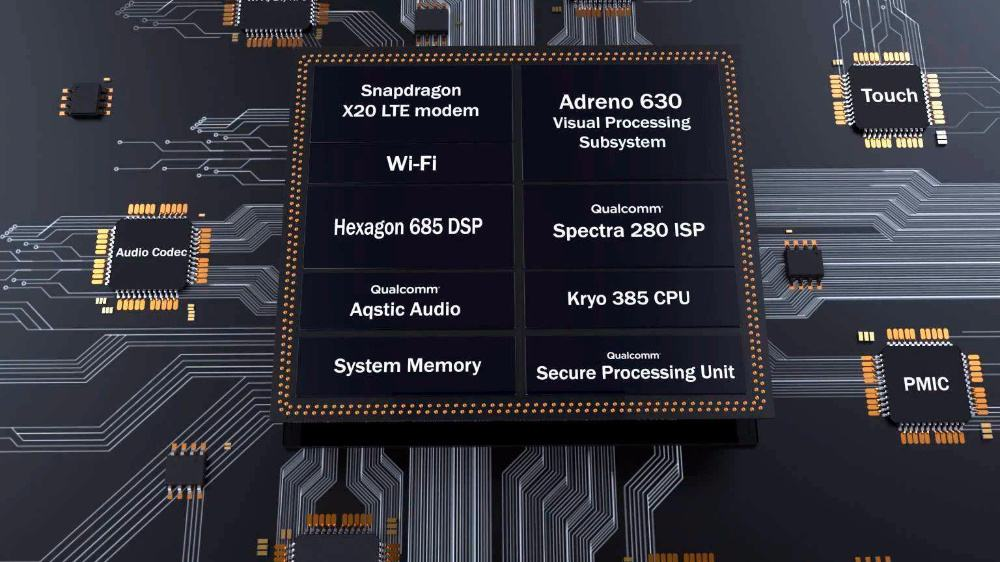 Snapdragon
X20 LTE modem
Wi-Fi
Hexagon 685 DSP
Qualcomm
Aqstic Audio
System Memory
Adreno 630
Visual Processing
Subsystem
Qualcomm
Spectra 280 ISP
Kryo 385 CPU
Qualcomm
Secure Processing Unit
Audio Codec
Touch
PMIC